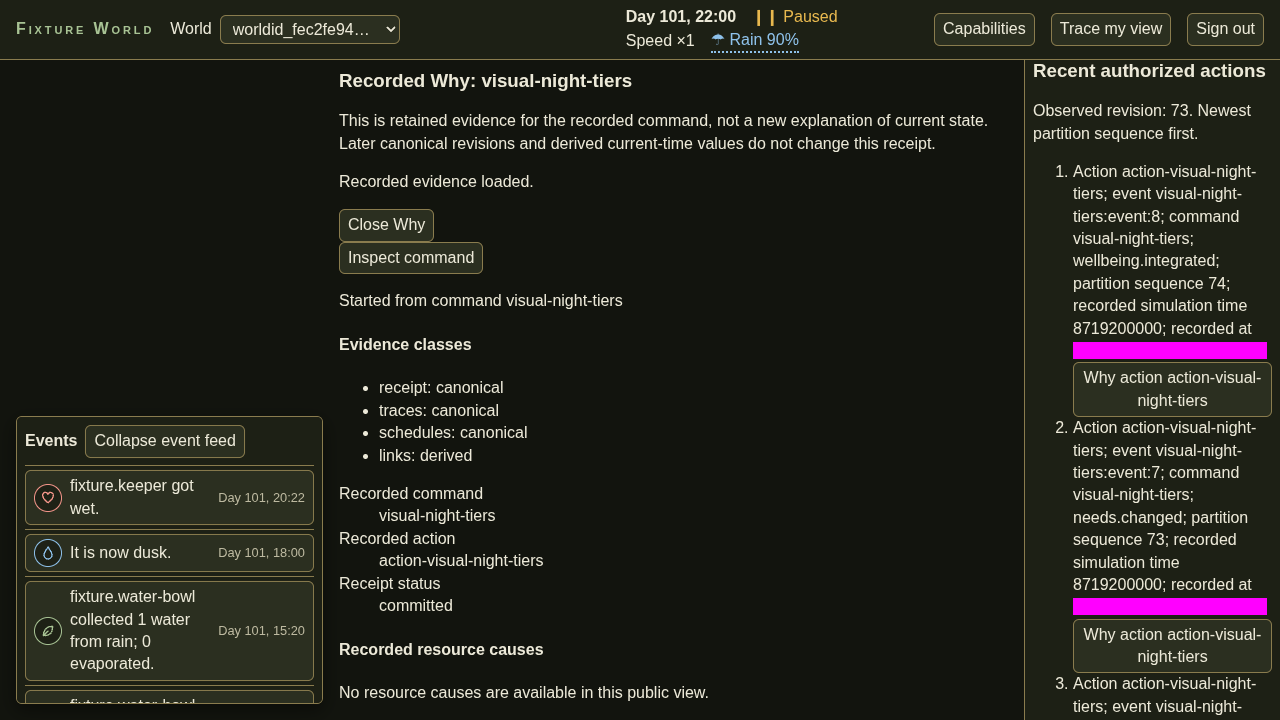 FIXTURE WORLD
World
worldid_fec2fe94…
Day 101, 22:00
❙❙ Paused
Speed ×1
☂ Rain 90%
Capabilities
Trace my view
Sign out
Recorded Why: visual-night-tiers
This is retained evidence for the recorded command, not a new explanation of current state.
Later canonical revisions and derived current-time values do not change this receipt.
Recorded evidence loaded.
Close Why
Inspect command
Started from command visual-night-tiers
Evidence classes
• receipt: canonical
• traces: canonical
• schedules: canonical
• links: derived
Recorded command
visual-night-tiers
Recorded action
action-visual-night-tiers
Receipt status
committed
Recorded resource causes
No resource causes are available in this public view.
Events
Collapse event feed
fixture.keeper got
wet.
Day 101, 20:22
It is now dusk.
Day 101, 18:00
fixture.water-bowl
collected 1 water
from rain; 0
evaporated.
Day 101, 15:20
Recent authorized actions
Observed revision: 73. Newest
partition sequence first.
1. Action action-visual-night-
tiers; event visual-night-
tiers:event:8; command
visual-night-tiers;
wellbeing.integrated;
partition sequence 74;
recorded simulation time
8719200000; recorded at
Why action action-visual-
night-tiers
2. Action action-visual-night-
tiers; event visual-night-
tiers:event:7; command
visual-night-tiers;
needs.changed; partition
sequence 73; recorded
simulation time
8719200000; recorded at
Why action action-visual-
night-tiers
3. Action action-visual-night-
tiers; event visual-night-